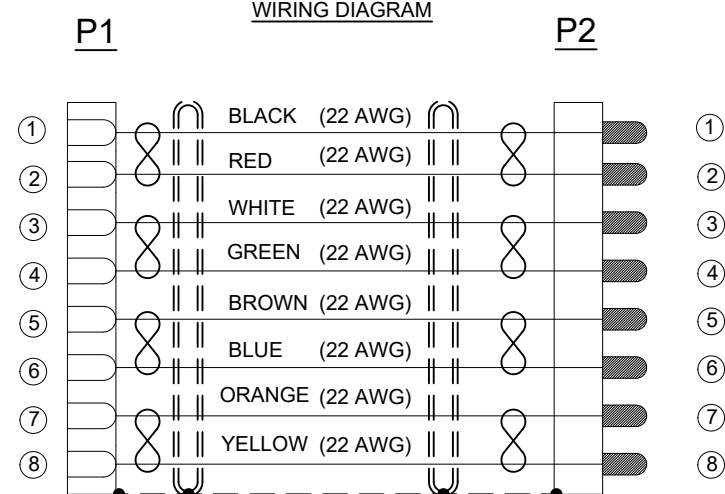 WIRING DIAGRAM
P1 P2
1 BLACK (22 AWG) 1
2 RED (22 AWG) 2
3 WHITE (22 AWG) 3
4 GREEN (22 AWG) 4
5 BROWN (22 AWG) 5
6 BLUE (22 AWG) 6
7 ORANGE (22 AWG) 7
8 YELLOW (22 AWG) 8